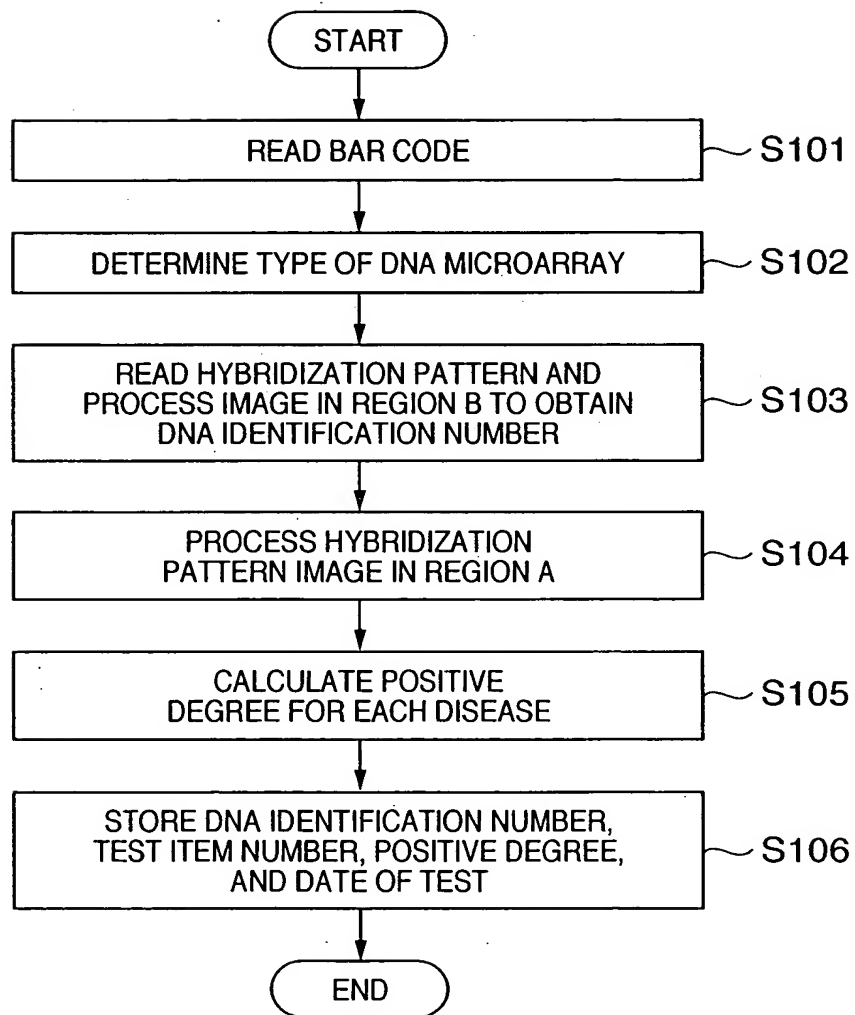 START
READ BAR CODE
S101
DETERMINE TYPE OF DNA MICROARRAY
S102
READ HYBRIDIZATION PATTERN AND
PROCESS IMAGE IN REGION B TO OBTAIN
DNA IDENTIFICATION NUMBER
S103
PROCESS HYBRIDIZATION
PATTERN IMAGE IN REGION A
S104
CALCULATE POSITIVE
DEGREE FOR EACH DISEASE
S105
STORE DNA IDENTIFICATION NUMBER,
TEST ITEM NUMBER, POSITIVE DEGREE,
AND DATE OF TEST
S106
END